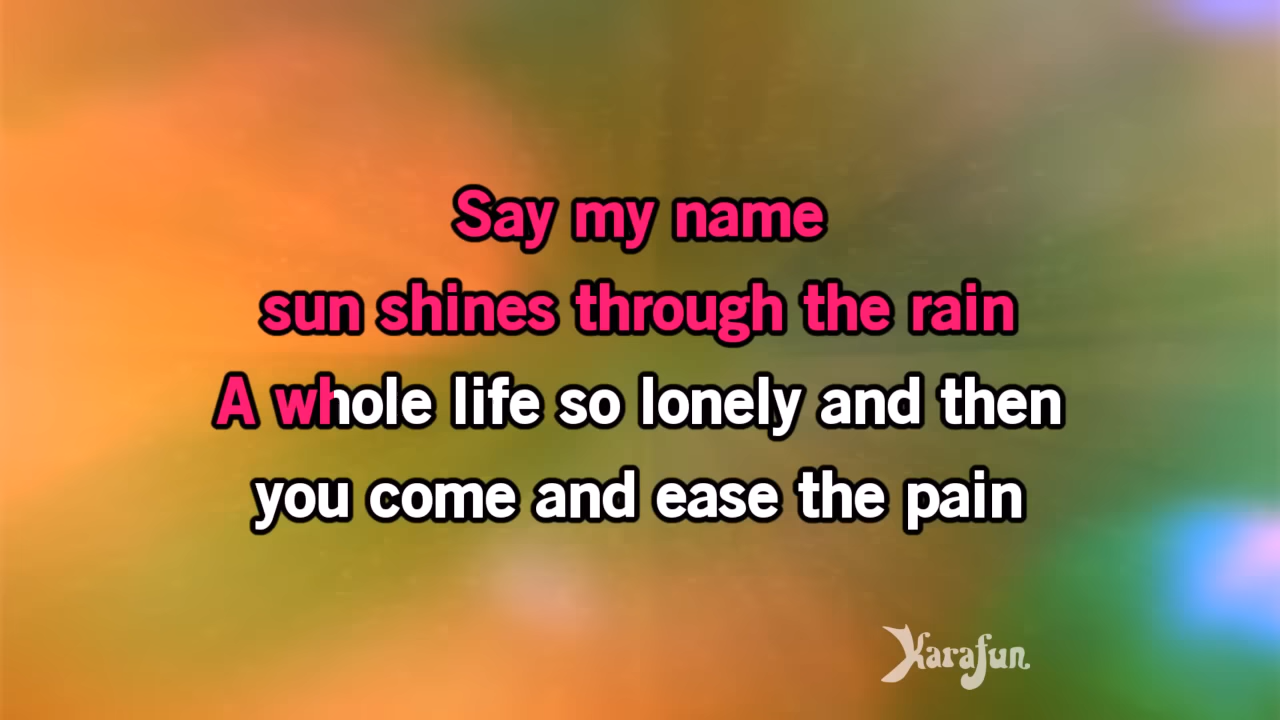 Say my name
sun shines through the rain
A whole life so lonely and then
you come and ease the pain
Karafun